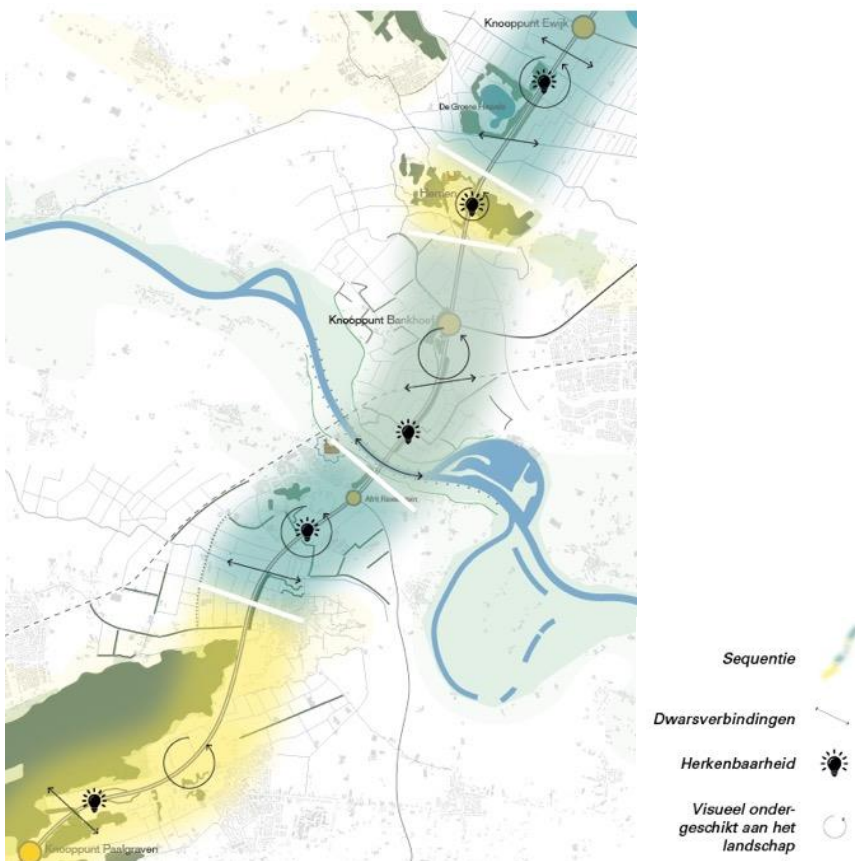 Knooppunt Ewijk
De Groene Heuvels
Hernen
Knooppunt Bankhoef
Afrit Ravenstein
Knooppunt Paalgraven
Sequentie
Dwarsverbindingen
Herkenbaarheid
Visueel onder-
geschikt aan het
landschap